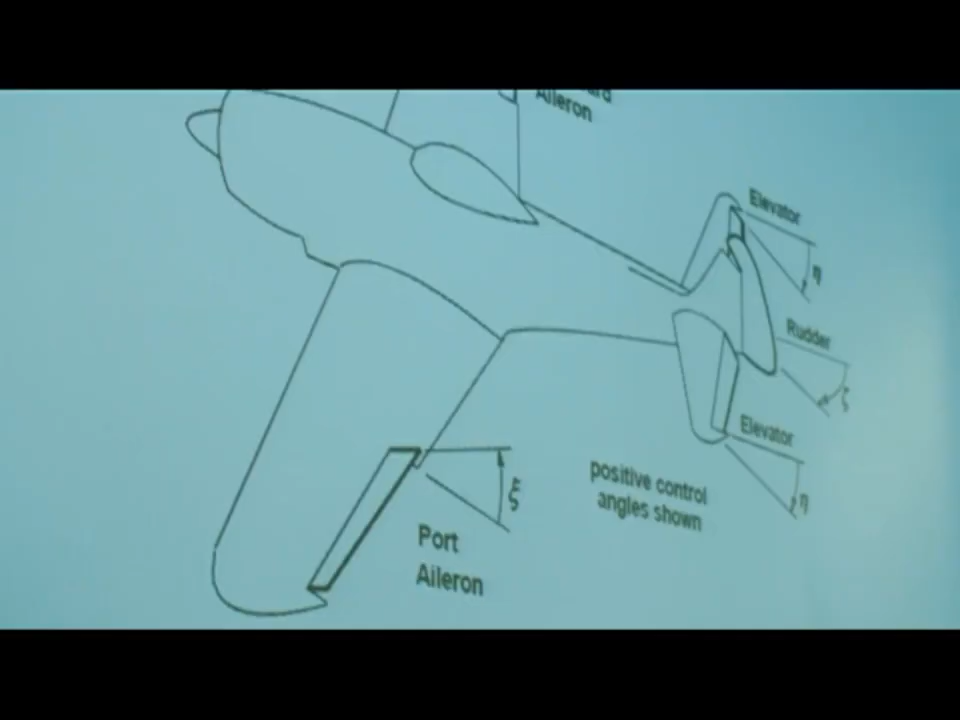 Aileron
Elevator
η
Rudder
ζ
Elevator
η
positive control
angles shown
ξ
Port
Aileron